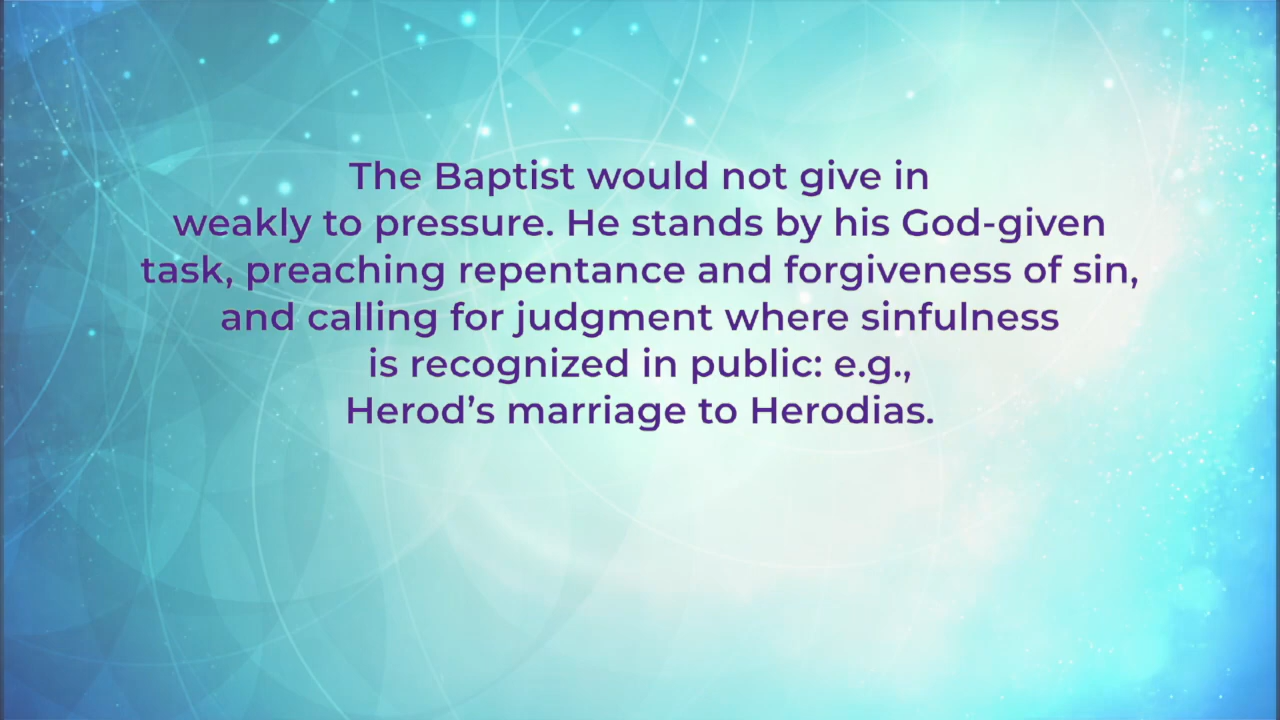 The Baptist would not give in
weakly to pressure. He stands by his God-given
task, preaching repentance and forgiveness of sin,
and calling for judgment where sinfulness
is recognized in public: e.g.,
Herod’s marriage to Herodias.